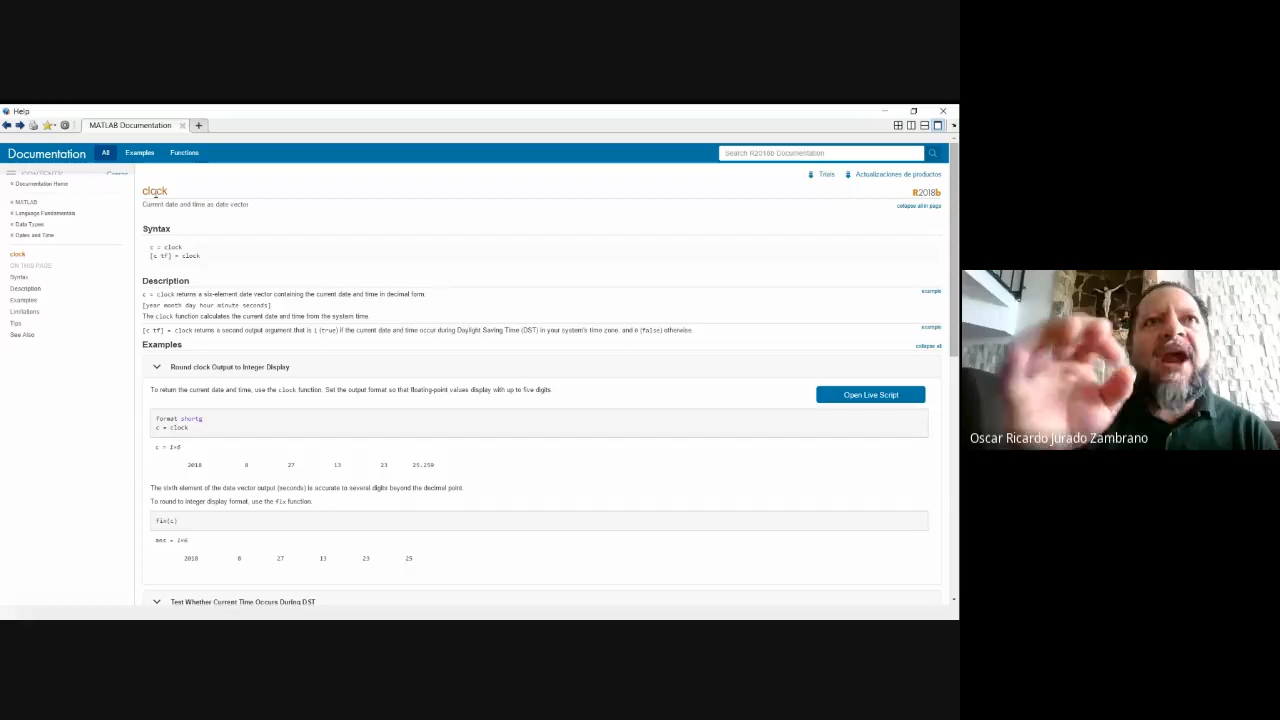 Help
MATLAB Documentation
Documentation All Examples Functions
Search R2018b Documentation
CONTENTS
Trials
Actualizaciones de productos
« Documentation Home
« MATLAB
« Language Fundamentals
« Data Types
« Dates and Time
clock
ON THIS PAGE
Syntax
Description
Examples
Limitations
Tips
See Also
clock
R2018b
Current date and time as date vector
collapse all in page
Syntax
c = clock
[c tf] = clock
Description
c = clock returns a six-element date vector containing the current date and time in decimal form:
example
[year month day hour minute seconds]
The clock function calculates the current date and time from the system time.
[c tf] = clock returns a second output argument that is 1 (true) if the current date and time occur during Daylight Saving Time (DST) in your system's time zone, and 0 (false) otherwise.
example
Examples
collapse all
Round clock Output to Integer Display
To return the current date and time, use the clock function. Set the output format so that floating-point values display with up to five digits.
Open Live Script
format shortg
c = clock
c = 1×6
2018 8 27 13 23 25.259
The sixth element of the date vector output (seconds) is accurate to several digits beyond the decimal point.
To round to integer display format, use the fix function.
fix(c)
ans = 1×6
2018 8 27 13 23 25
Test Whether Current Time Occurs During DST
Oscar Ricardo Jurado Zambrano